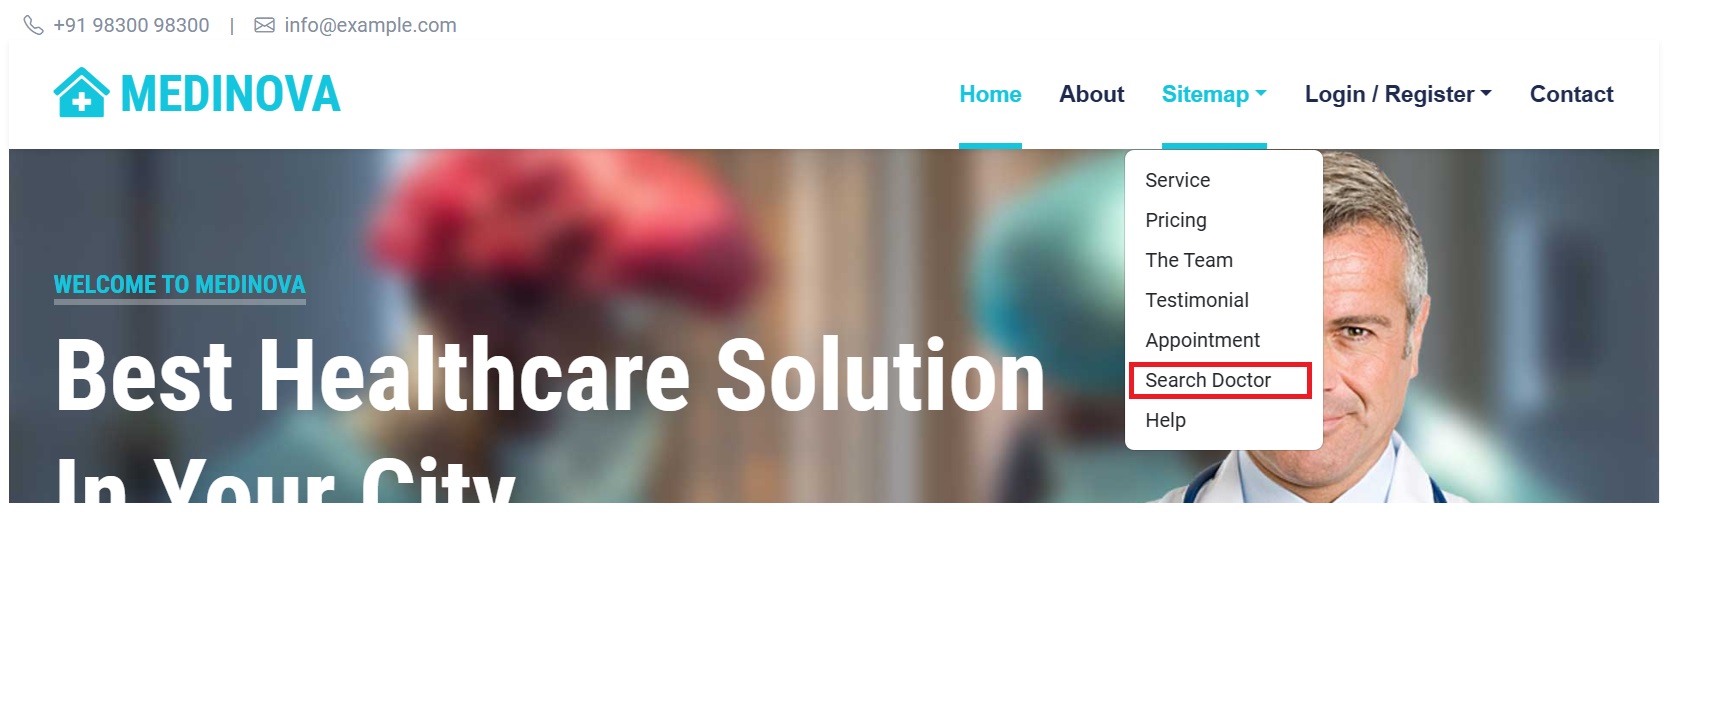 +91 98300 98300 | info@example.com
MEDINOVA
Home About Sitemap Login / Register Contact
Service
Pricing
The Team
Testimonial
Appointment
Search Doctor
Help
WELCOME TO MEDINOVA
Best Healthcare Solution
In Your City